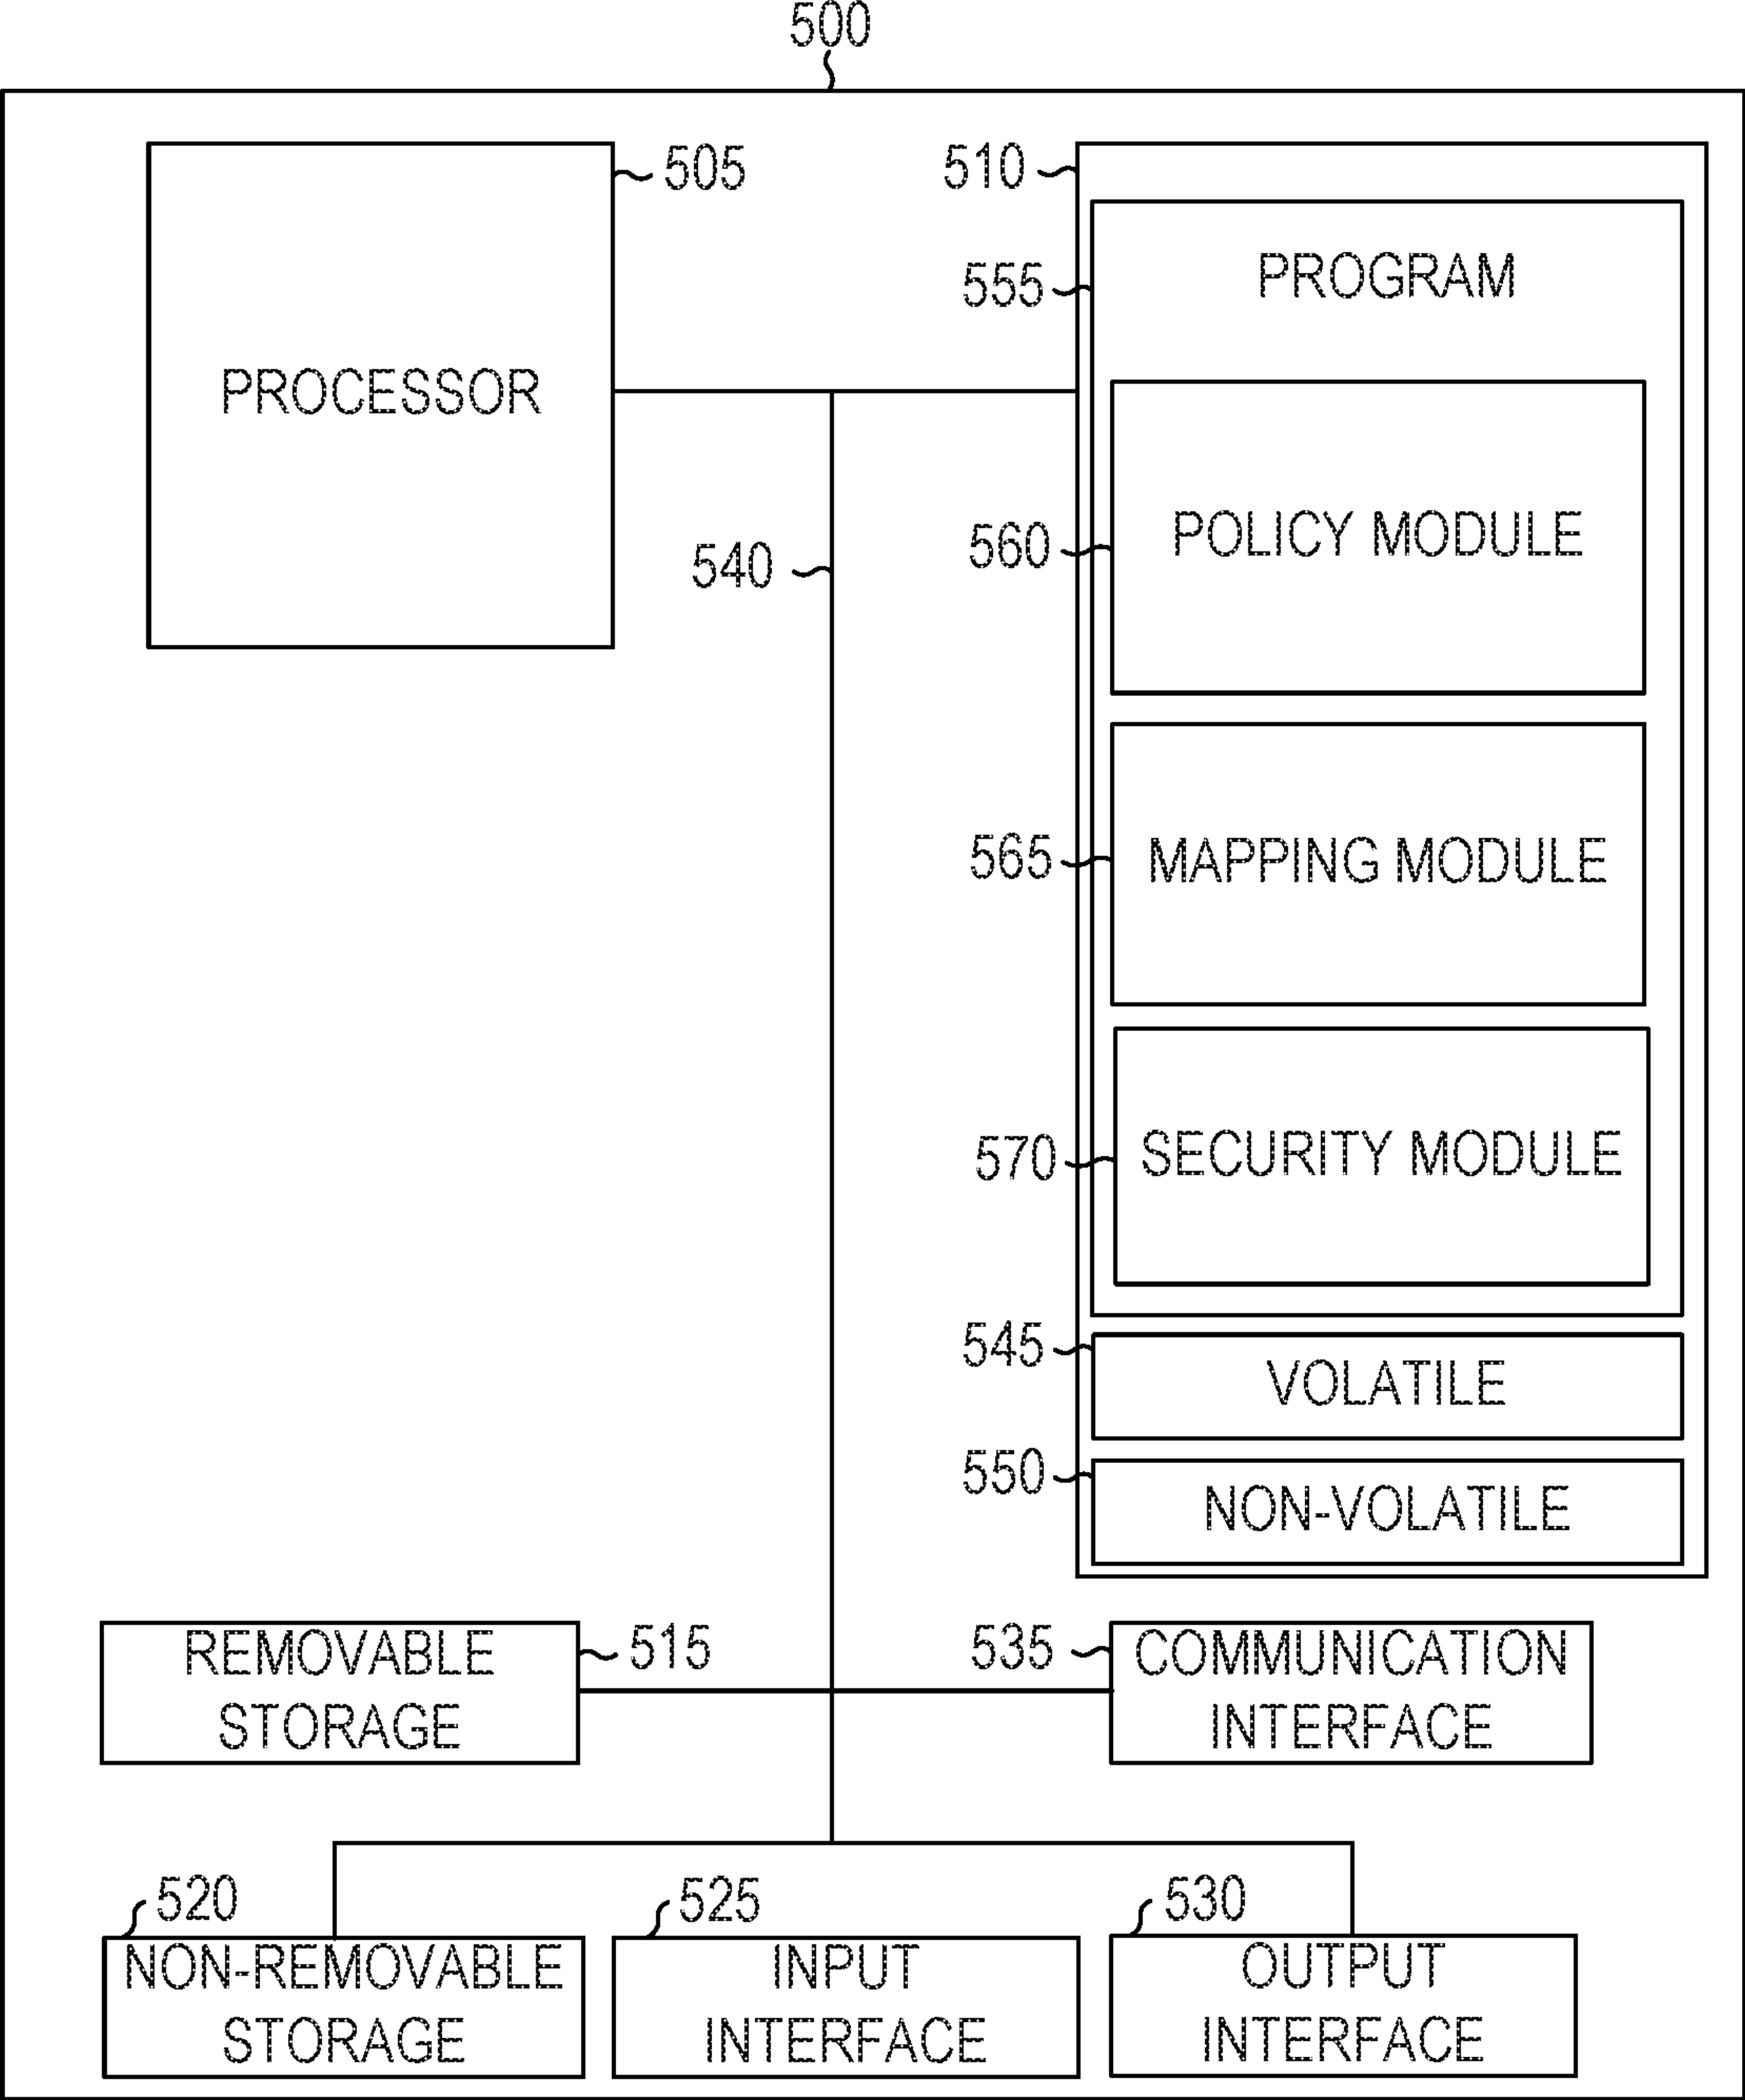 500
505
510
PROGRAM
555
PROCESSOR
POLICY MODULE
560
540
MAPPING MODULE
565
SECURITY MODULE
570
545
VOLATILE
550
NON-VOLATILE
REMOVABLE
STORAGE
515
535
COMMUNICATION
INTERFACE
520
NON-REMOVABLE
STORAGE
525
INPUT
INTERFACE
530
OUTPUT
INTERFACE